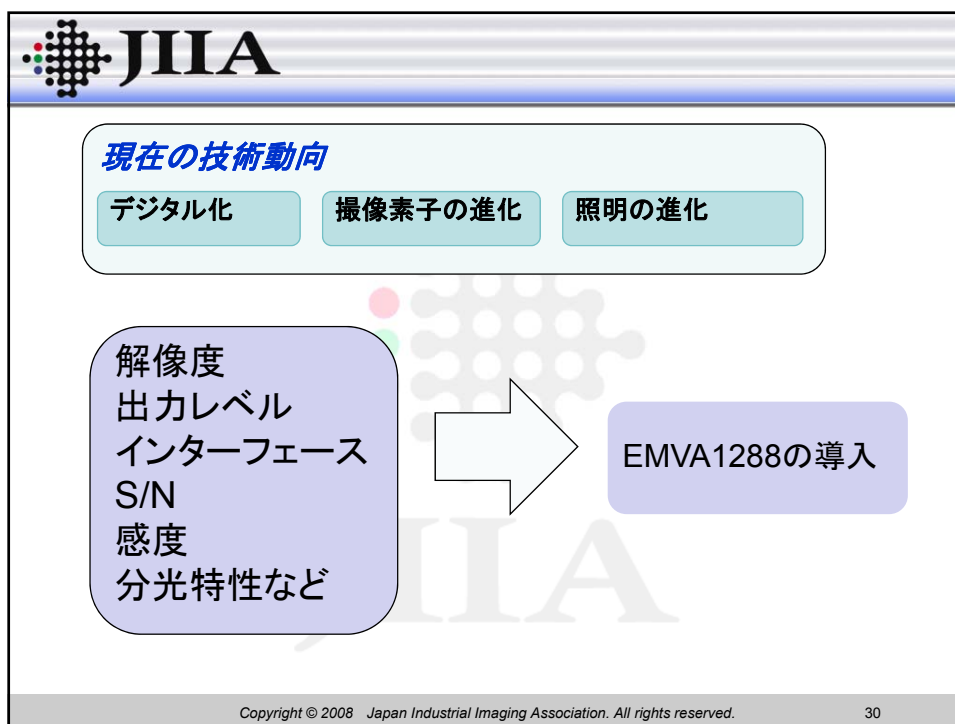 JIIA
現在の技術動向
デジタル化
撮像素子の進化
照明の進化
解像度
出力レベル
インターフェース
S/N
感度
分光特性など
EMVA1288の導入
JIIA
Copyright © 2008 Japan Industrial Imaging Association. All rights reserved.
30